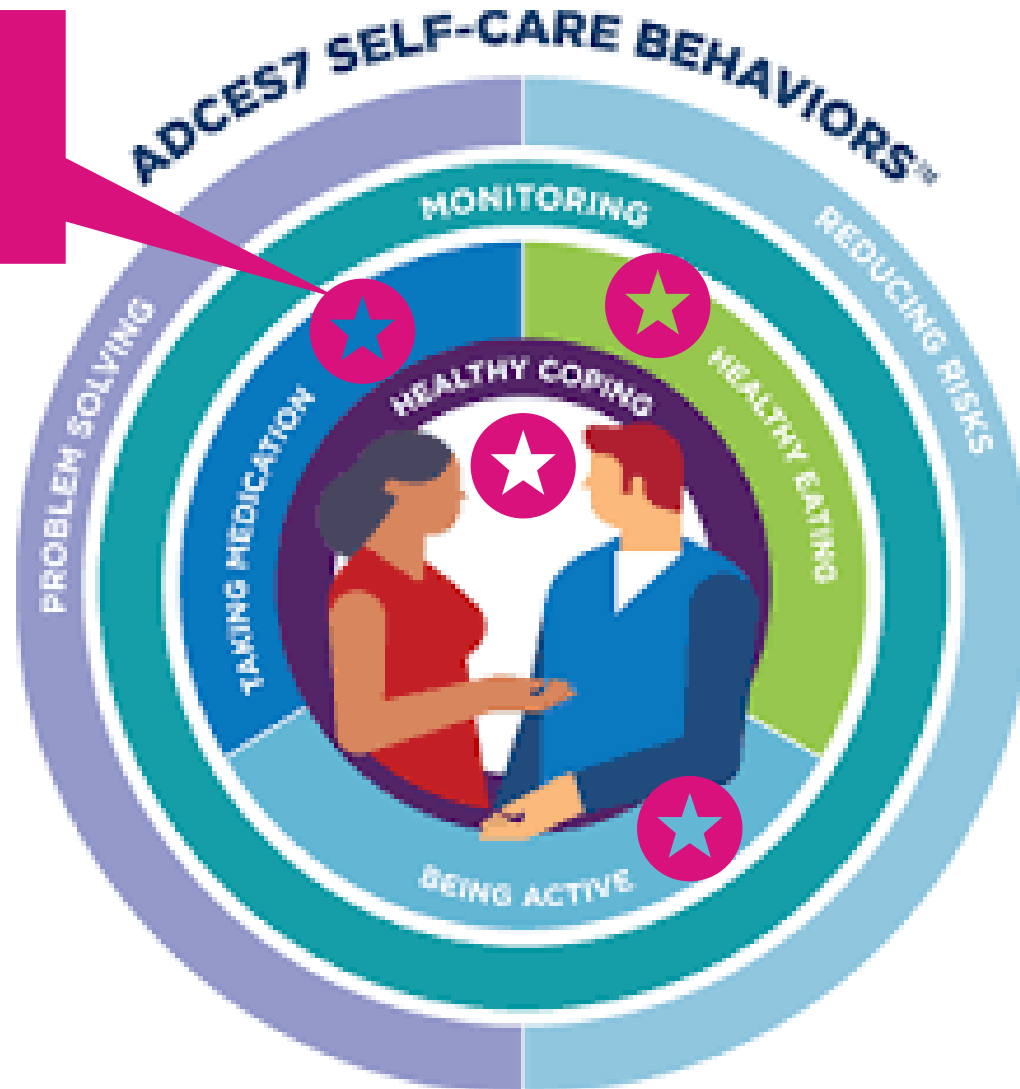 ADCES7 SELF-CARE BEHAVIORS™
PROBLEM SOLVING
REDUCING RISKS
MONITORING
TAKING MEDICATION
HEALTHY EATING
HEALTHY COPING
BEING ACTIVE